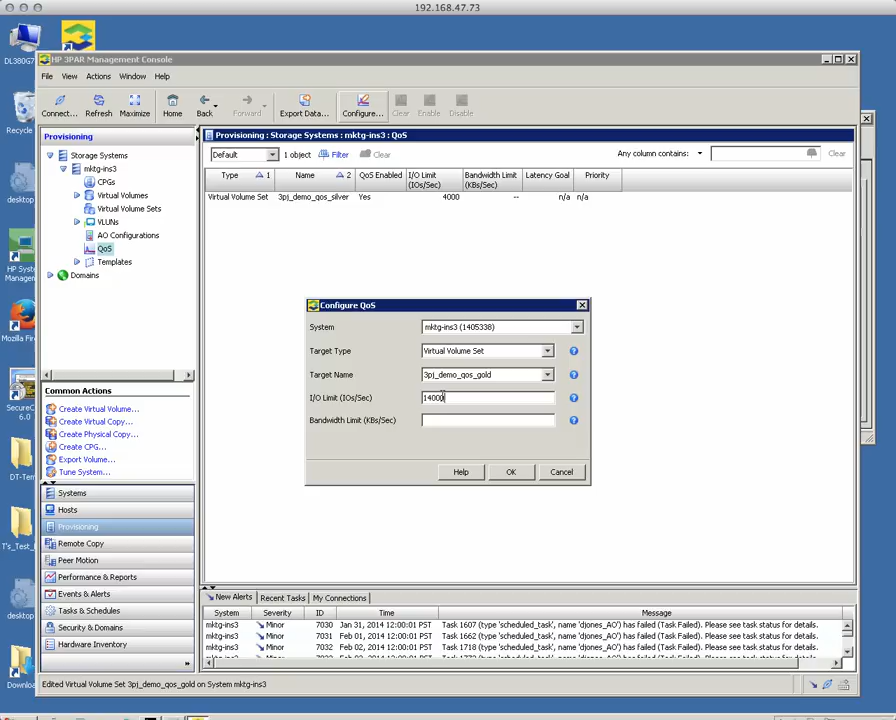 192.168.47.73
DL380G7
HP 3PAR Management Console
File View Actions Window Help
Connect... Refresh Maximize Home Back Forward Export Data... Configure... Clear Enable Disable
Recycle
Provisioning
Provisioning : Storage Systems : mktg-ins3 : QoS
Storage Systems
mktg-ins3
CPGs
Virtual Volumes
Virtual Volume Sets
VLUNs
AO Configurations
QoS
Templates
Domains
Default 1 object Filter Clear Any column contains: Clear
Type 1 Name 2 QoS Enabled I/O Limit (IOs/Sec) Bandwidth Limit (KBs/Sec) Latency Goal Priority
Virtual Volume Set 3pj_demo_qos_silver Yes 4000 -- n/a n/a
desktop
HP System
Manageme
Mozilla Fire
SecureC
6.0
DT-Tem
T's_Test_
desktop
Downloa
Configure QoS
System mktg-ins3 (1405338)
Target Type Virtual Volume Set
Target Name 3pj_demo_qos_gold
I/O Limit (IOs/Sec) 14000
Bandwidth Limit (KBs/Sec)
Help OK Cancel
Common Actions
Create Virtual Volume...
Create Virtual Copy...
Create Physical Copy...
Create CPG...
Export Volume...
Tune System...
Systems
Hosts
Provisioning
Remote Copy
Peer Motion
Performance & Reports
Events & Alerts
Tasks & Schedules
Security & Domains
Hardware Inventory
New Alerts Recent Tasks My Connections
System Severity ID Time Message
mktg-ins3 Minor 7030 Jan 31, 2014 12:00:01 PST Task 1607 (type 'scheduled_task', name 'djones_AO') has failed (Task Failed). Please see task status for details.
mktg-ins3 Minor 7031 Feb 01, 2014 12:00:01 PST Task 1662 (type 'scheduled_task', name 'djones_AO') has failed (Task Failed). Please see task status for details.
mktg-ins3 Minor 7032 Feb 02, 2014 12:00:01 PST Task 1718 (type 'scheduled_task', name 'djones_AO') has failed (Task Failed). Please see task status for details.
Edited Virtual Volume Set 3pj_demo_qos_gold on System mktg-ins3